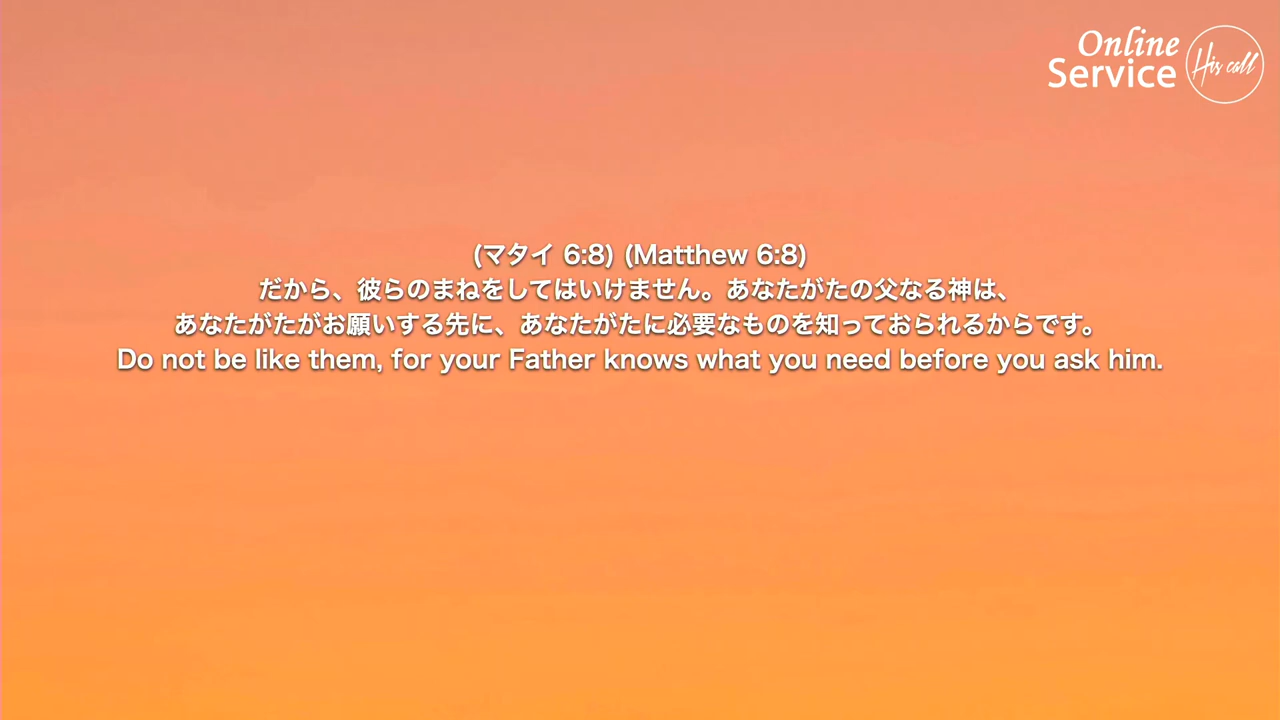 Online
Service
His call
(マタイ 6:8) (Matthew 6:8)
だから、彼らのまねをしてはいけません。あなたがたの父なる神は、
あなたがたがお願いする先に、あなたがたに必要なものを知っておられるからです。
Do not be like them, for your Father knows what you need before you ask him.